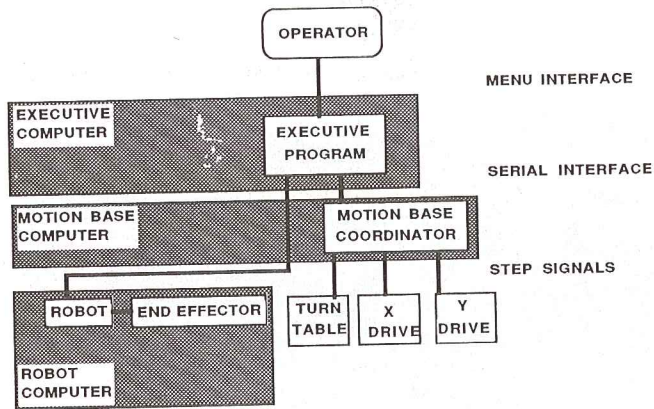 OPERATOR
MENU INTERFACE
EXECUTIVE
COMPUTER
EXECUTIVE
PROGRAM
SERIAL INTERFACE
MOTION BASE
COMPUTER
MOTION BASE
COORDINATOR
STEP SIGNALS
ROBOT
END EFFECTOR
TURN
TABLE
X
DRIVE
Y
DRIVE
ROBOT
COMPUTER